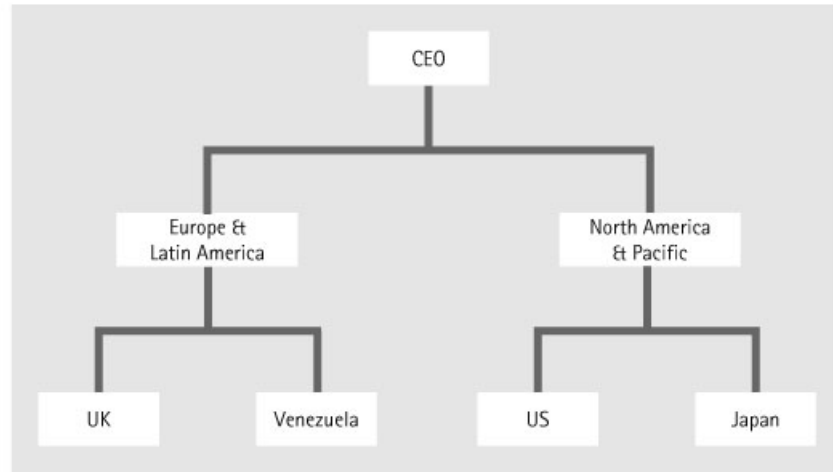 CEO
Europe &
Latin America
North America
& Pacific
UK
Venezuela
US
Japan